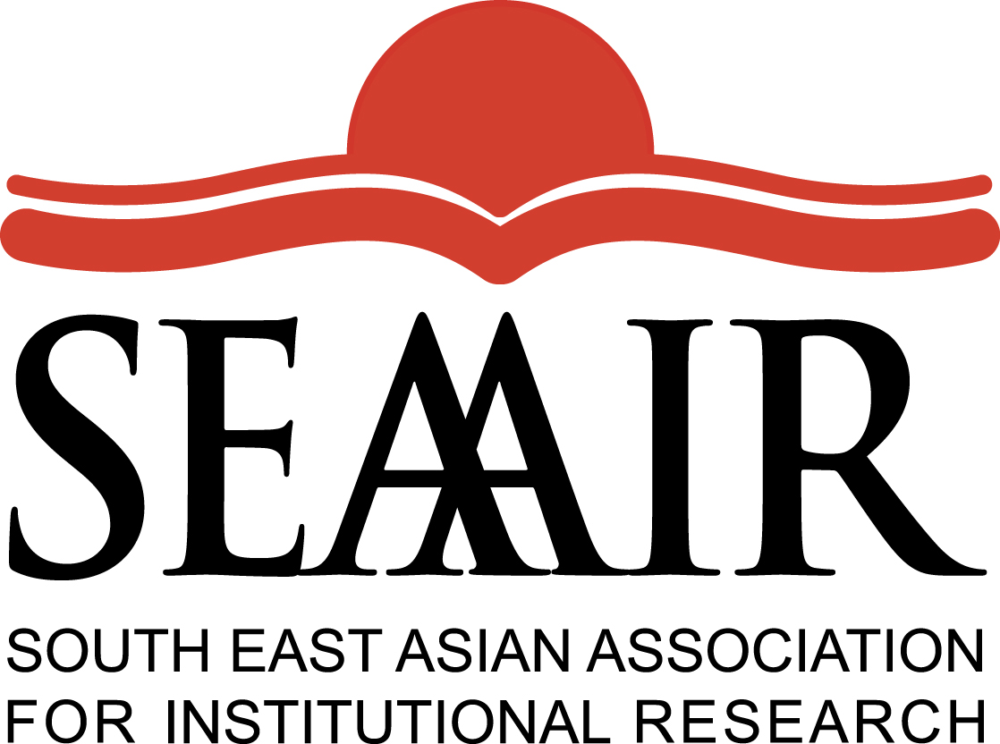 SEAAIR
SOUTH EAST ASIAN ASSOCIATION
FOR INSTITUTIONAL RESEARCH